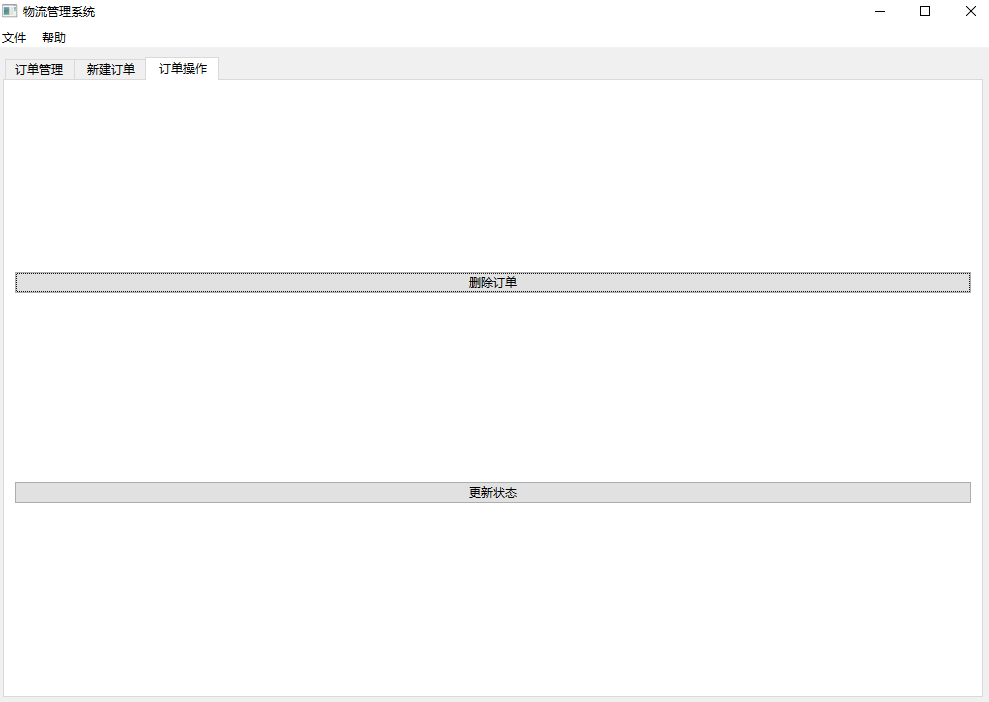 物流管理系统
文件 帮助
订单管理 新建订单 订单操作
删除订单
更新状态